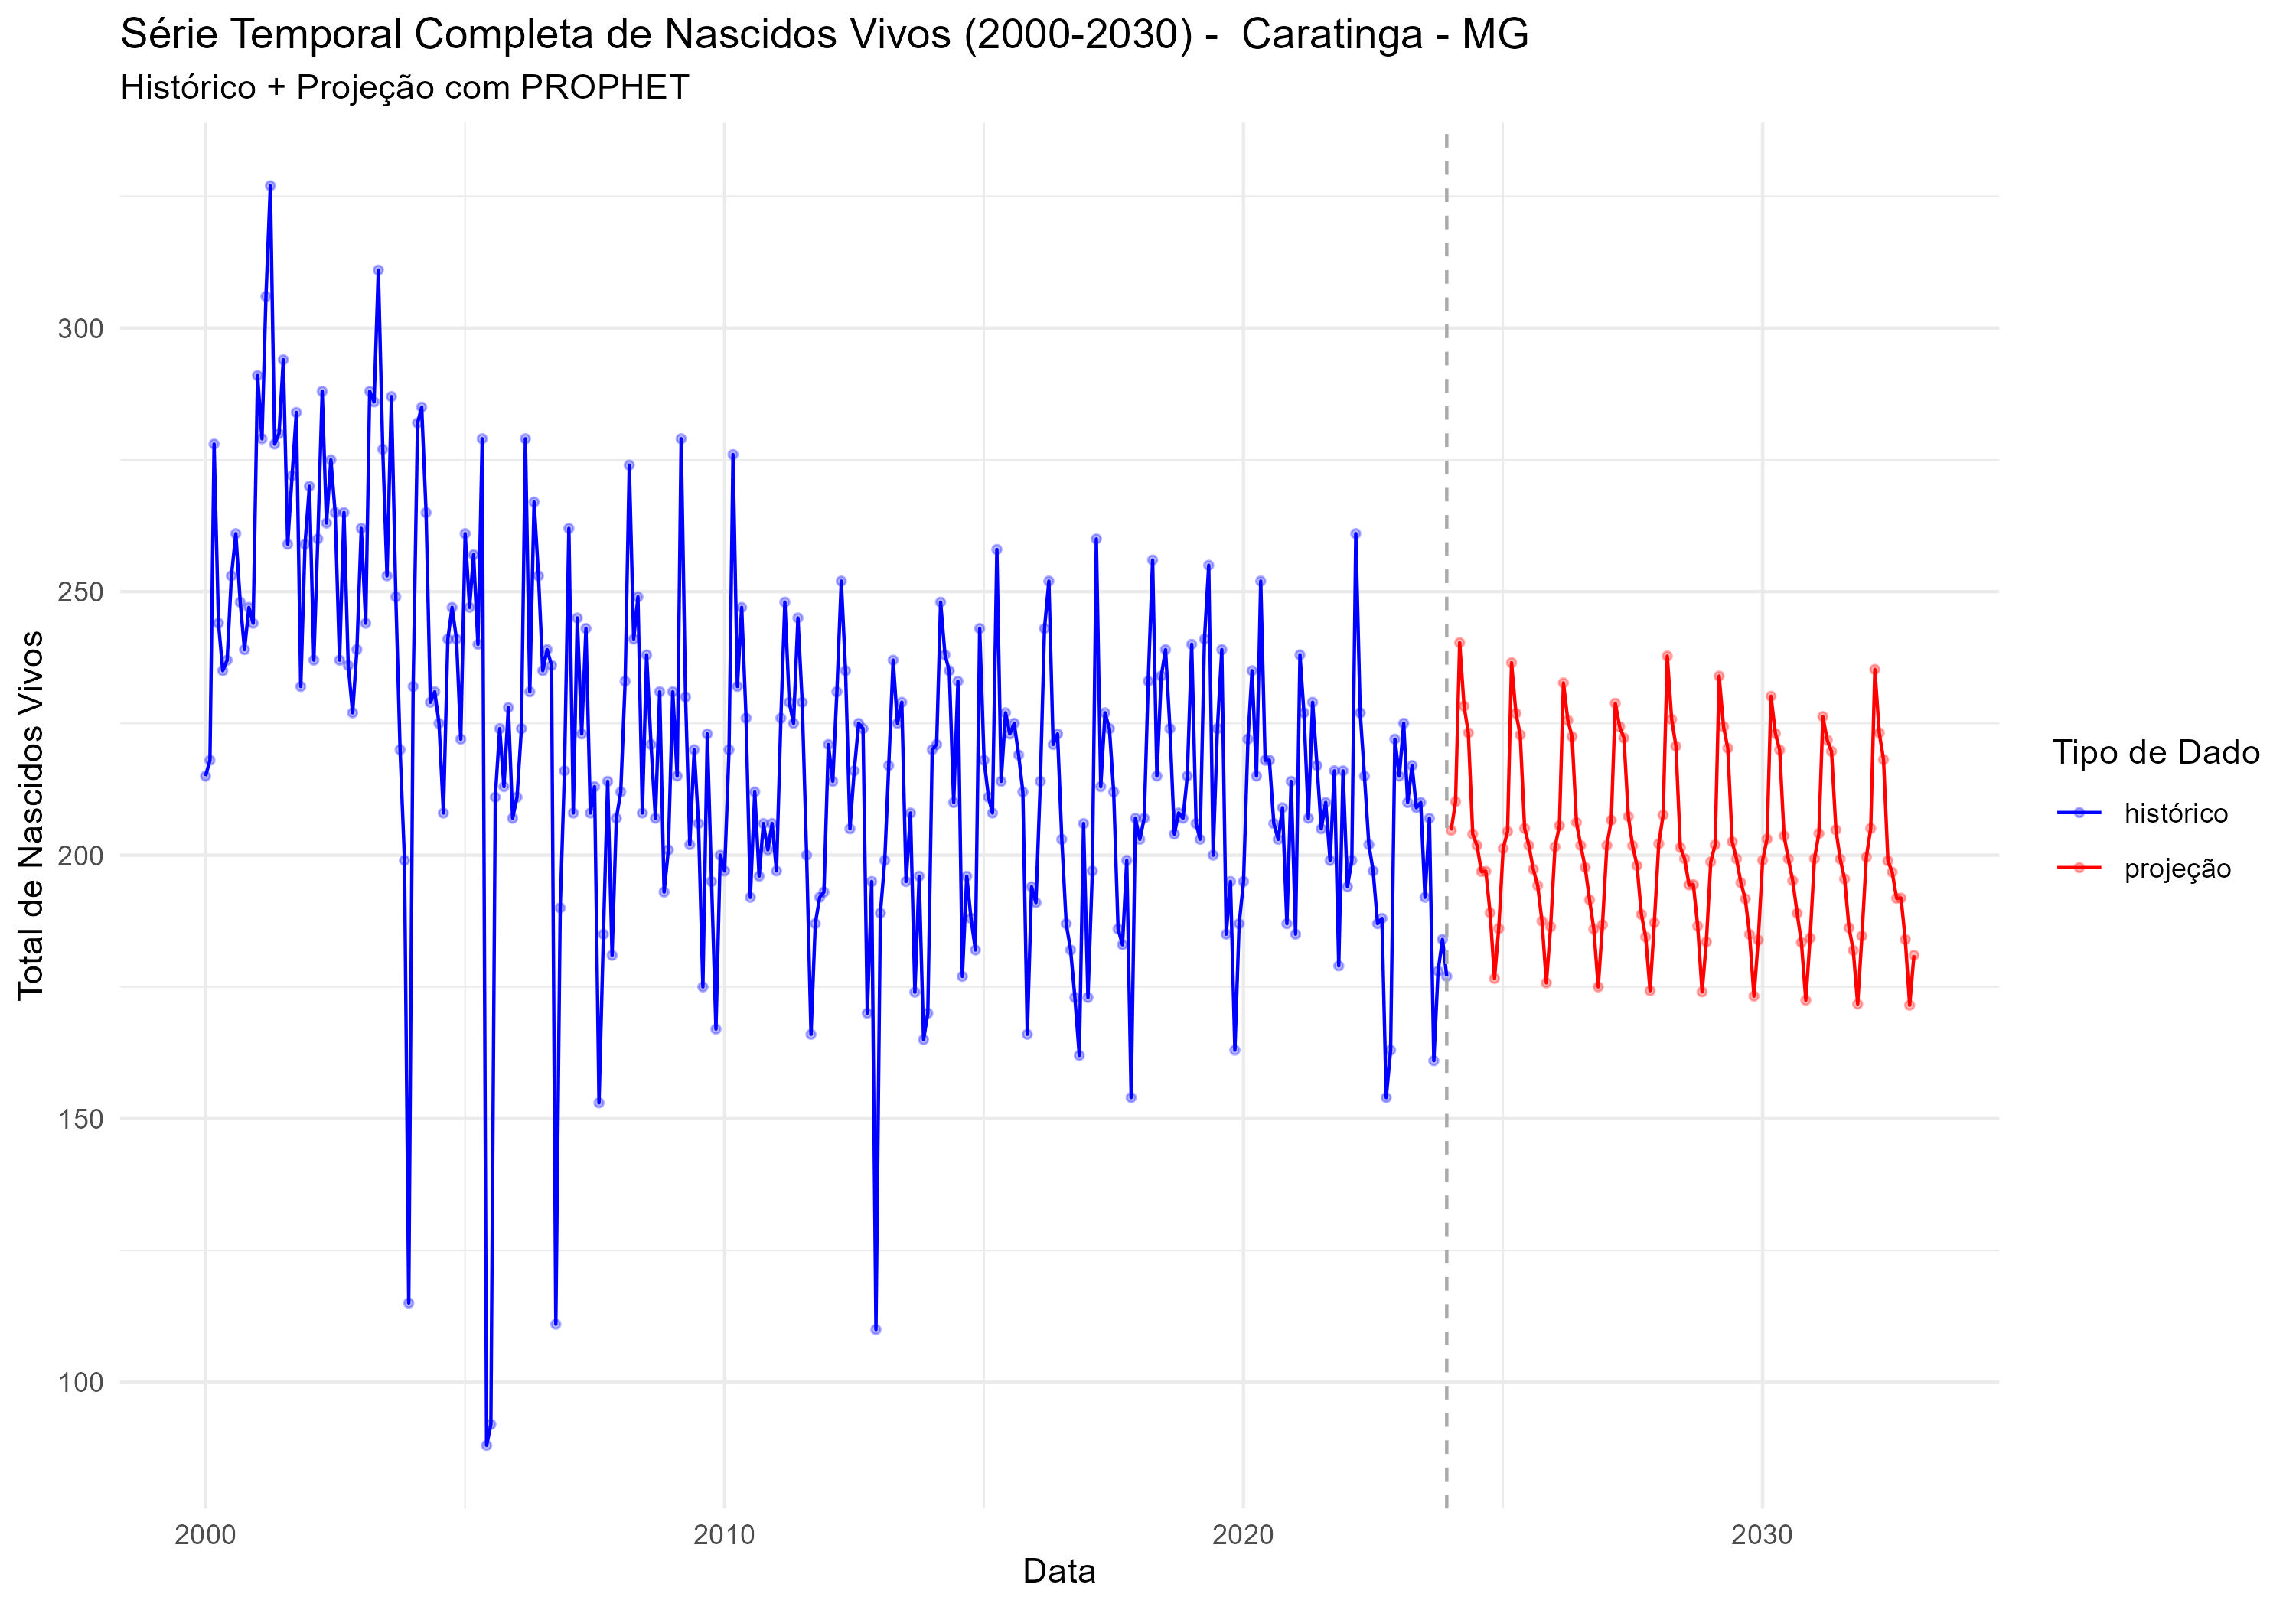 Série Temporal Completa de Nascidos Vivos (2000-2030) -  Caratinga - MG
Histórico + Projeção com PROPHET
Total de Nascidos Vivos
300
250
200
150
100
2000
2010
2020
2030
Data
Tipo de Dado
histórico
projeção